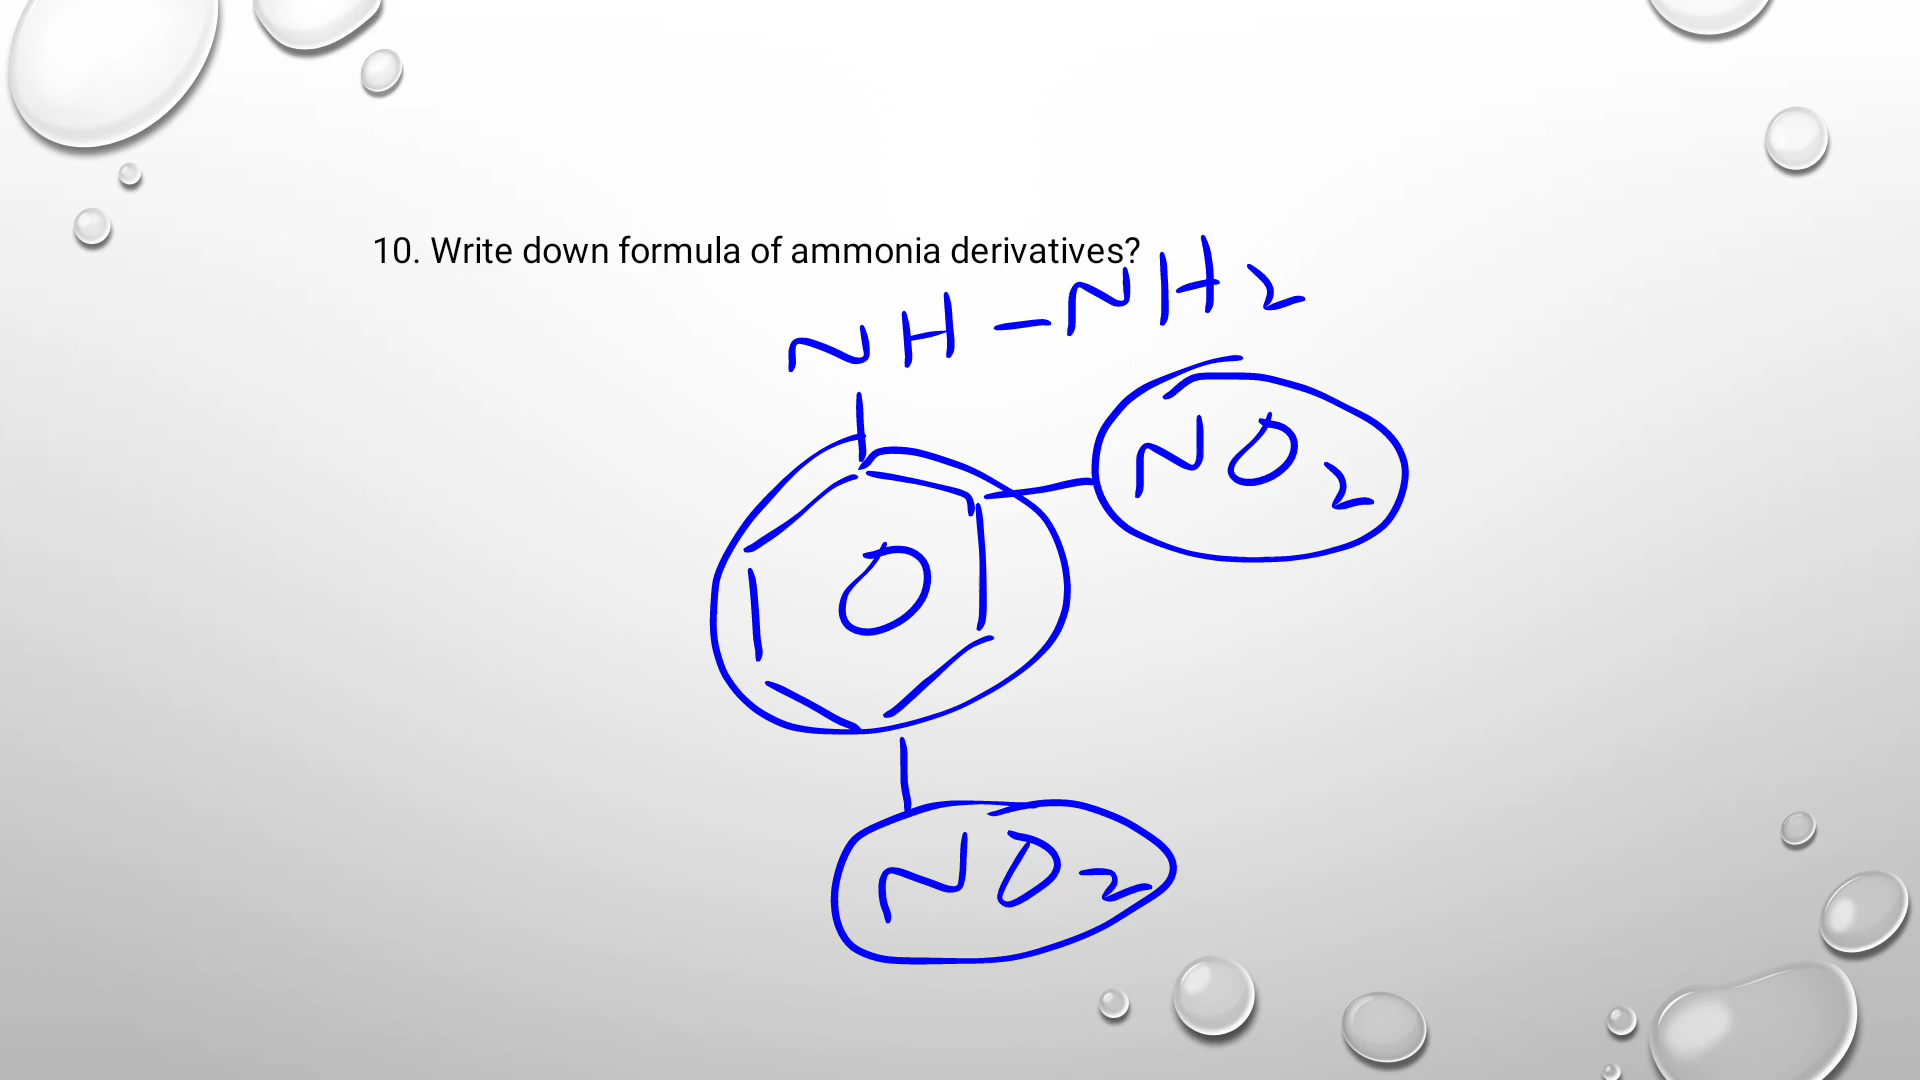 10. Write down formula of ammonia derivatives?
NH-NH2
NO2
NO2